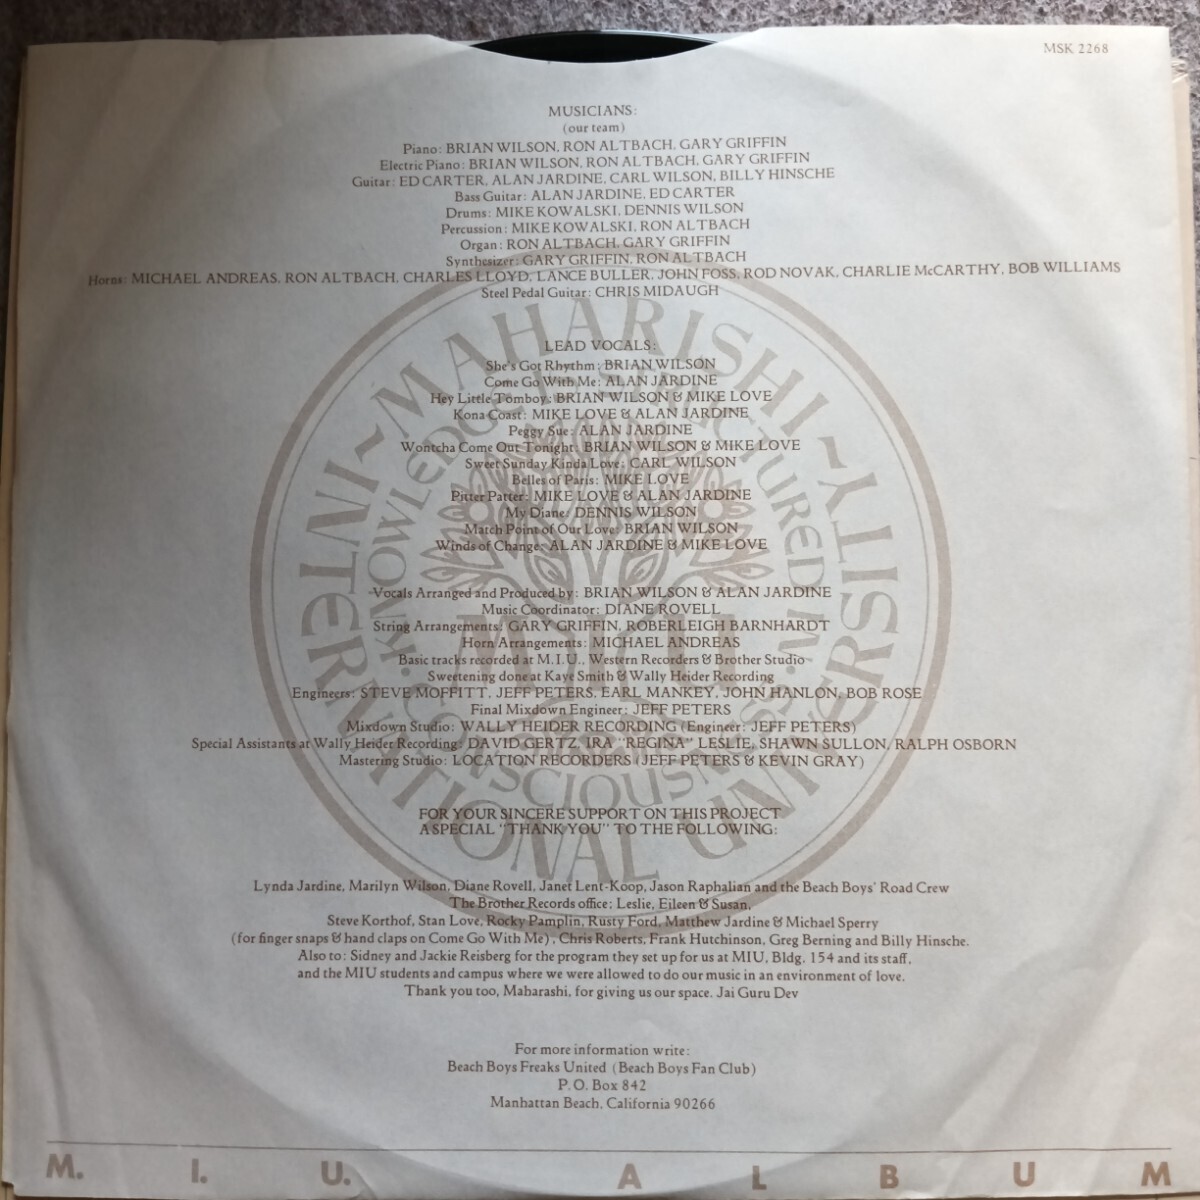 MSK 2268
MUSICIANS:
(our team)
Piano: BRIAN WILSON, RON ALTBACH, GARY GRIFFIN
Electric Piano: BRIAN WILSON, RON ALTBACH, GARY GRIFFIN
Guitar: ED CARTER, ALAN JARDINE, CARL WILSON, BILLY HINSCHE
Bass Guitar: ALAN JARDINE, ED CARTER
Drums: MIKE KOWALSKI, DENNIS WILSON
Percussion: MIKE KOWALSKI, RON ALTBACH
Organ: RON ALTBACH, GARY GRIFFIN
Synthesizer: GARY GRIFFIN, RON ALTBACH
Horns: MICHAEL ANDREAS, RON ALTBACH, CHARLES LLOYD, LANCE BULLER, JOHN FOSS, ROD NOVAK, CHARLIE McCARTHY, BOB WILLIAMS
Steel Pedal Guitar: CHRIS MIDAUGH
LEAD VOCALS:
She's Got Rhythm: BRIAN WILSON
Come Go With Me: ALAN JARDINE
Hey Little Tomboy: BRIAN WILSON & MIKE LOVE
Kona Coast: MIKE LOVE & ALAN JARDINE
Peggy Sue: ALAN JARDINE
Wontcha Come Out Tonight: BRIAN WILSON & MIKE LOVE
Sweet Sunday Kinda Love: CARL WILSON
Belles of Paris: MIKE LOVE
Pitter Patter: MIKE LOVE & ALAN JARDINE
My Diane: DENNIS WILSON
Match Point of Our Love: BRIAN WILSON
Winds of Change: ALAN JARDINE & MIKE LOVE
Vocals Arranged and Produced by: BRIAN WILSON & ALAN JARDINE
Music Coordinator: DIANE ROVELL
String Arrangements: GARY GRIFFIN, ROBERLEIGH BARNHARDT
Horn Arrangements: MICHAEL ANDREAS
Basic tracks recorded at M.I.U., Western Recorders & Brother Studio
Sweetening done at Kaye Smith & Wally Heider Recording
Engineers: STEVE MOFFITT, JEFF PETERS, EARL MANKEY, JOHN HANLON, BOB ROSE
Final Mixdown Engineer: JEFF PETERS
Mixdown Studio: WALLY HEIDER RECORDING (Engineer: JEFF PETERS)
Special Assistants at Wally Heider Recording: DAVID GERTZ, IRA "REGINA" LESLIE, SHAWN SULLON, RALPH OSBORN
Mastering Studio: LOCATION RECORDERS (JEFF PETERS & KEVIN GRAY)
FOR YOUR SINCERE SUPPORT ON THIS PROJECT
A SPECIAL "THANK YOU" TO THE FOLLOWING:
Lynda Jardine, Marilyn Wilson, Diane Rovell, Janet Lent-Koop, Jason Raphalian and the Beach Boys' Road Crew
The Brother Records office; Leslie, Eileen & Susan,
Steve Korthof, Stan Love, Rocky Pamplin, Rusty Ford, Matthew Jardine & Michael Sperry
(for finger snaps & hand claps on Come Go With Me), Chris Roberts, Frank Hutchinson, Greg Berning and Billy Hinsche.
Also to: Sidney and Jackie Reisberg for the program they set up for us at MIU, Bldg. 154 and its staff,
and the MIU students and campus where we were allowed to do our music in an environment of love.
Thank you too, Maharashi, for giving us our space. Jai Guru Dev
For more information write:
Beach Boys Freaks United (Beach Boys Fan Club)
P.O. Box 842
Manhattan Beach, California 90266
MAHARISHI ~ INTERNATIONAL UNIVERSITY ~
KNOWLEDGE IS STRUCTURED IN CONSCIOUSNESS
M. I. U. ALBUM